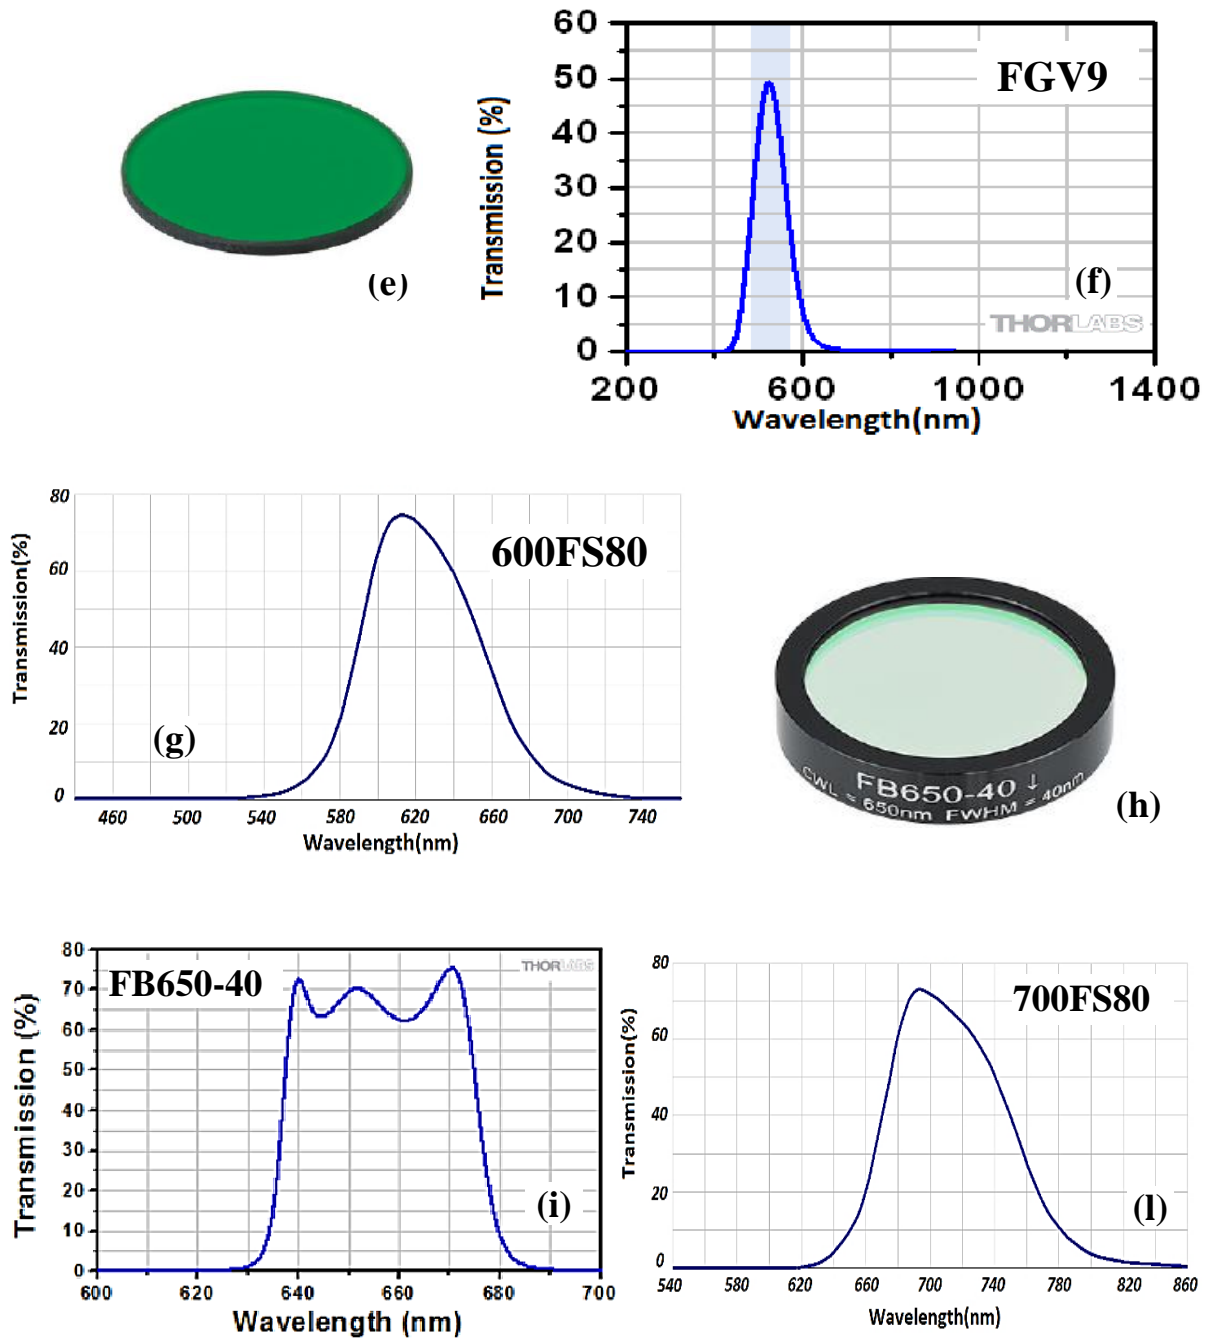 60
50
40
30
20
10
0
Transmission (%)
FGV9
(e)
(f)
THORLABS
200 600 1000 1400
Wavelength(nm)
80
60
40
20
0
Transmission(%)
600FS80
(g)
460 500 540 580 620 660 700 740
Wavelength(nm)
FB650-40 ↓
CWL = 650nm FWHM = 40nm
(h)
80
70
60
50
40
30
20
10
0
Transmission (%)
FB650-40
THORLABS
(i)
600 620 640 660 680 700
Wavelength (nm)
80
60
40
20
0
Transmission(%)
700FS80
(l)
540 580 620 660 700 740 780 820 860
Wavelength(nm)